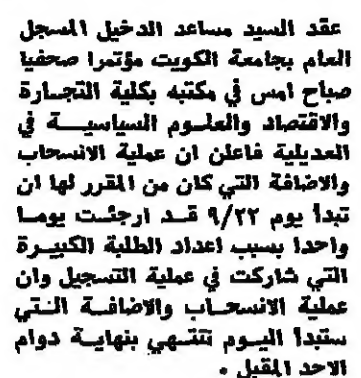 عقد السيد مساعد الدخيل المسجل
العام بجامعة الكويت مؤتمرا صحفيا
صباح امس في مكتبه بكلية التجارة
والاقتصاد والعلوم السياسية في
العديلية فاعلن ان عملية الانسحاب
والاضافة التي كان من المقرر لها ان
تبدأ يوم ٩/٢٢ قد ارجئت يوما
واحدا بسبب اعداد الطلبة الكبيرة
التي شاركت في عملية التسجيل وان
عملية الانسحاب والاضافة التي
ستبدأ اليوم تنتهي بنهاية دوام
الاحد المقبل .